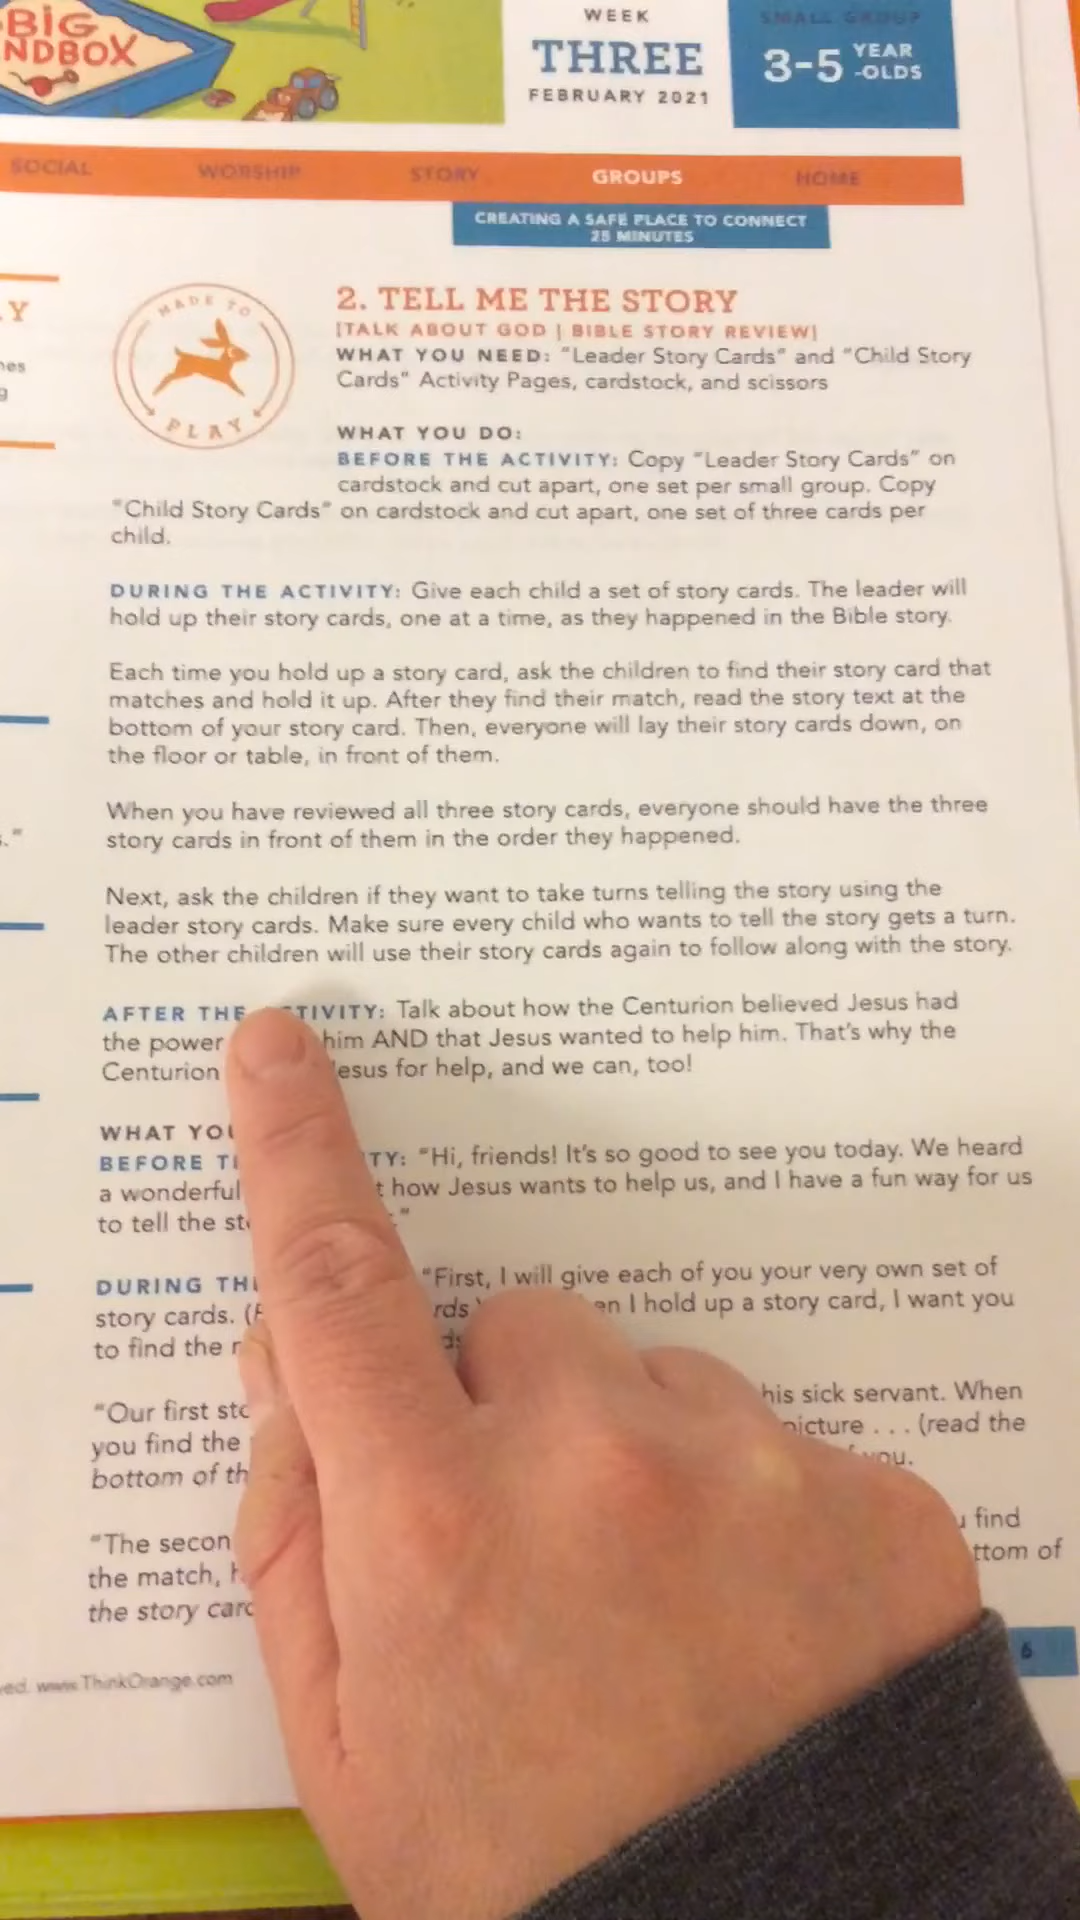 BIG
NDBOX
WEEK
THREE
FEBRUARY 2021
SMALL GROUP
3-5 YEAR
-OLDS
SOCIAL WORSHIP STORY GROUPS HOME
CREATING A SAFE PLACE TO CONNECT
25 MINUTES
Y
MADE TO
PLAY
2. TELL ME THE STORY
[TALK ABOUT GOD | BIBLE STORY REVIEW]
WHAT YOU NEED: "Leader Story Cards" and "Child Story
Cards" Activity Pages, cardstock, and scissors
WHAT YOU DO:
BEFORE THE ACTIVITY: Copy "Leader Story Cards" on
cardstock and cut apart, one set per small group. Copy
"Child Story Cards" on cardstock and cut apart, one set of three cards per
child.
DURING THE ACTIVITY: Give each child a set of story cards. The leader will
hold up their story cards, one at a time, as they happened in the Bible story.
Each time you hold up a story card, ask the children to find their story card that
matches and hold it up. After they find their match, read the story text at the
bottom of your story card. Then, everyone will lay their story cards down, on
the floor or table, in front of them.
When you have reviewed all three story cards, everyone should have the three
story cards in front of them in the order they happened.
Next, ask the children if they want to take turns telling the story using the
leader story cards. Make sure every child who wants to tell the story gets a turn.
The other children will use their story cards again to follow along with the story.
AFTER THE TIVITY: Talk about how the Centurion believed Jesus had
the power him AND that Jesus wanted to help him. That's why the
Centurion Jesus for help, and we can, too!
WHAT YOU
BEFORE TY: "Hi, friends! It's so good to see you today. We heard
a wonderful how Jesus wants to help us, and I have a fun way for us
to tell the
DURING "First, I will give each of you your very own set of
story cards. I hold up a story card, I want you
to find the
"Our first his sick servant. When
you find the picture . . . (read the
bottom of you.
"The find
the match, of
the story
www.ThinkOrange.com
6